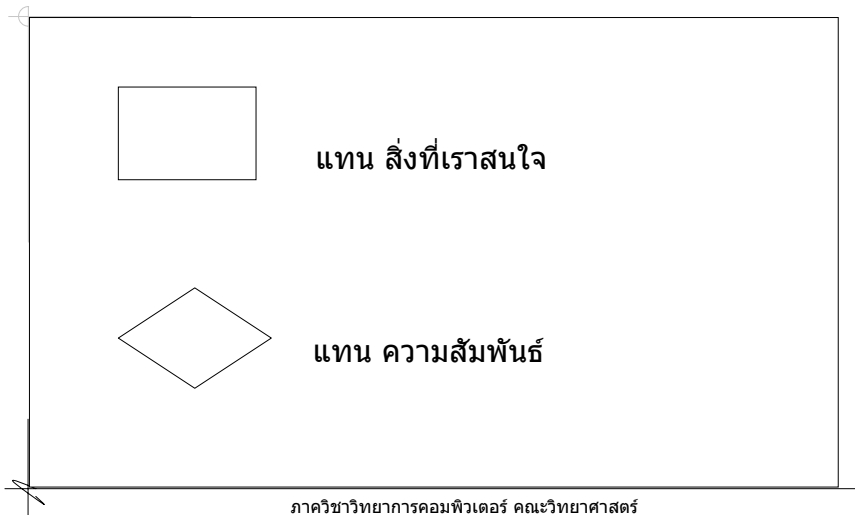 แทน สิ่งที่เราสนใจ
แทน ความสัมพันธ์
ภาควิชาวิทยาการคอมพิวเตอร์ คณะวิทยาศาสตร์